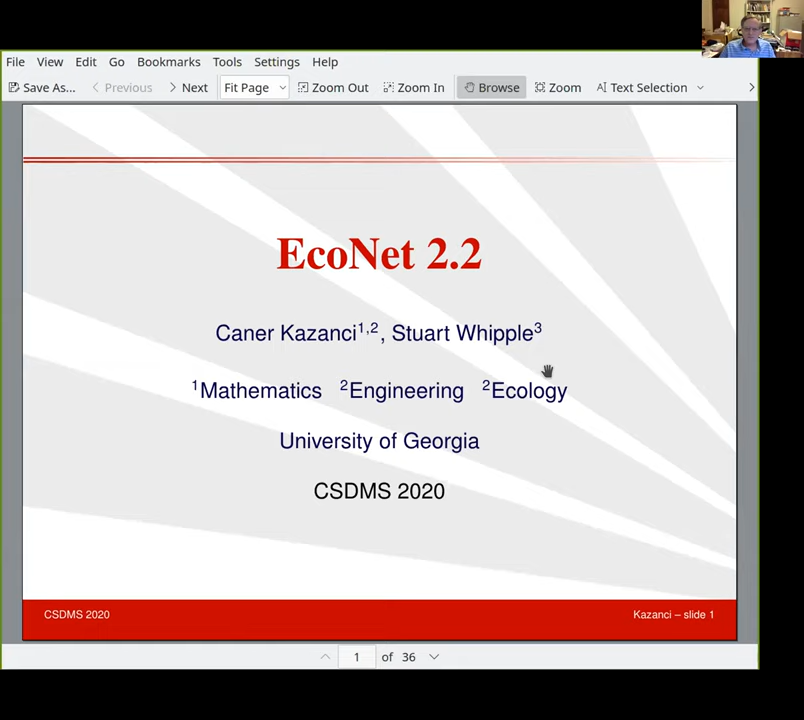 File View Edit Go Bookmarks Tools Settings Help
Save As... Previous Next Fit Page Zoom Out Zoom In Browse Zoom Text Selection
EcoNet 2.2
Caner Kazanci1,2, Stuart Whipple3
1Mathematics 2Engineering 2Ecology
University of Georgia
CSDMS 2020
CSDMS 2020 Kazanci – slide 1
1 of 36